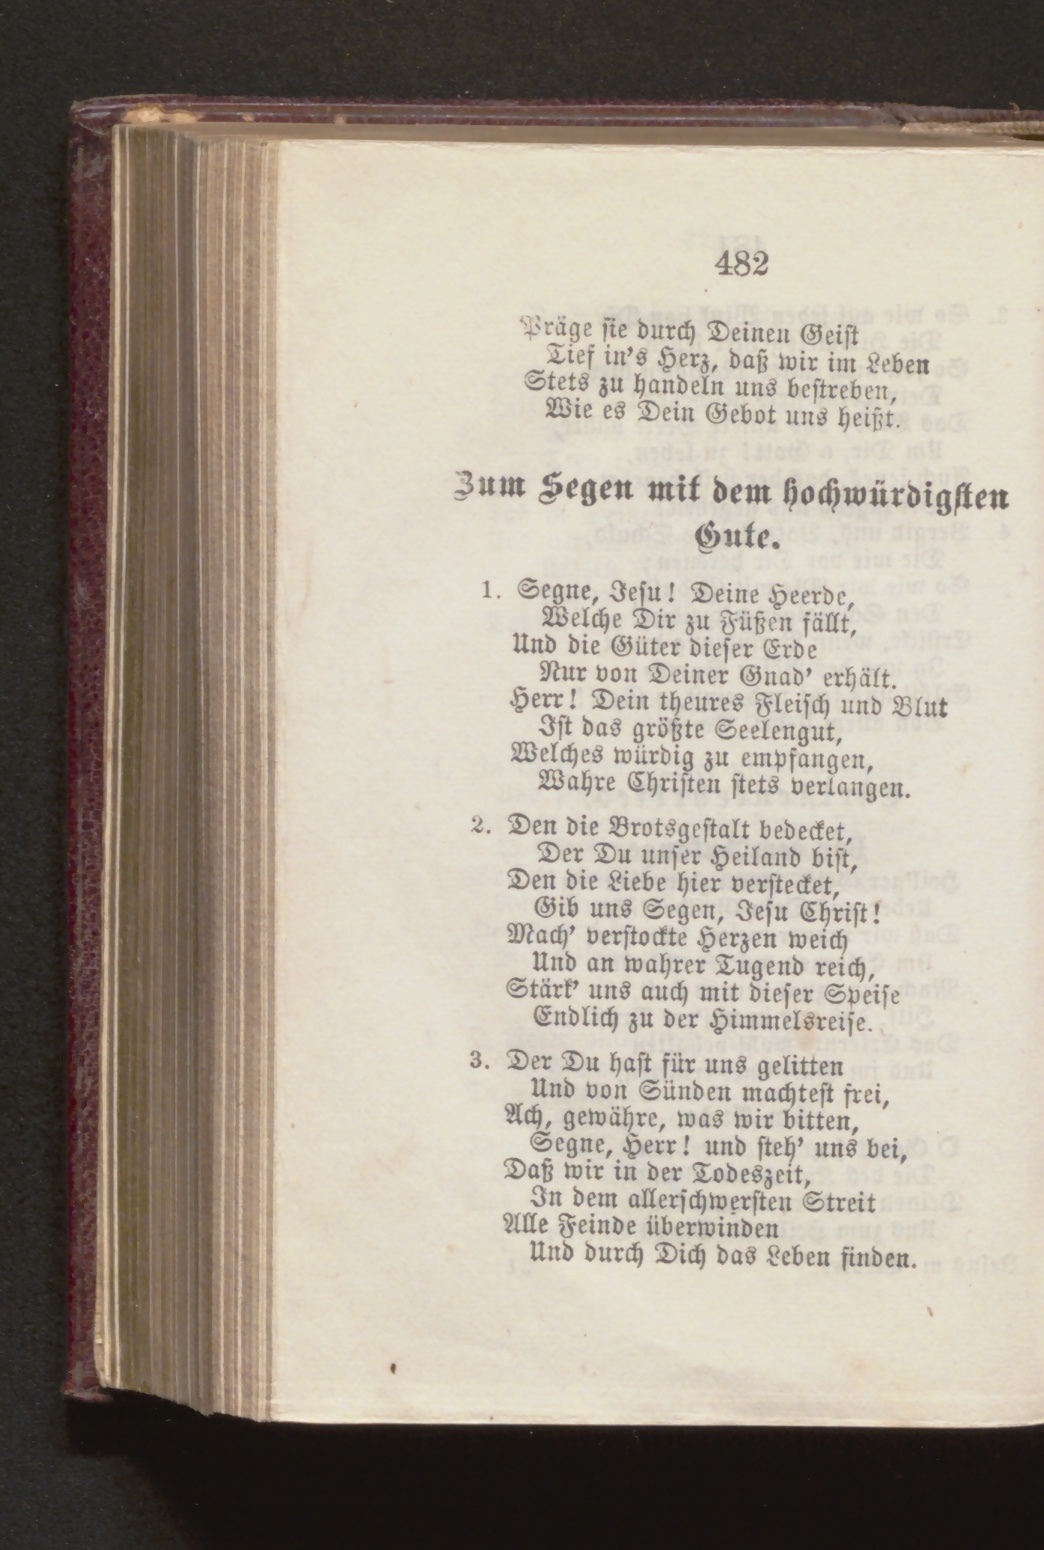 482
Präge sie durch Deinen Geist
Tief in's Herz, daß wir im Leben
Stets zu handeln uns bestreben,
Wie es Dein Gebot uns heißt.
Zum Segen mit dem hochwürdigsten
Gute.
1. Segne, Jesu! Deine Heerde,
Welche Dir zu Füßen fällt,
Und die Güter dieser Erde
Nur von Deiner Gnad' erhält.
Herr! Dein theures Fleisch und Blut
Ist das größte Seelengut,
Welches würdig zu empfangen,
Wahre Christen stets verlangen.
2. Den die Brotsgestalt bedecket,
Der Du unser Heiland bist,
Den die Liebe hier verstecket,
Gib uns Segen, Jesu Christ!
Mach' verstockte Herzen weich
Und an wahrer Tugend reich,
Stärk' uns auch mit dieser Speise
Endlich zu der Himmelsreise.
3. Der Du hast für uns gelitten
Und von Sünden machtest frei,
Ach, gewähre, was wir bitten,
Segne, Herr! und steh' uns bei,
Daß wir in der Todeszeit,
In dem allerschwersten Streit
Alle Feinde überwinden
Und durch Dich das Leben finden.